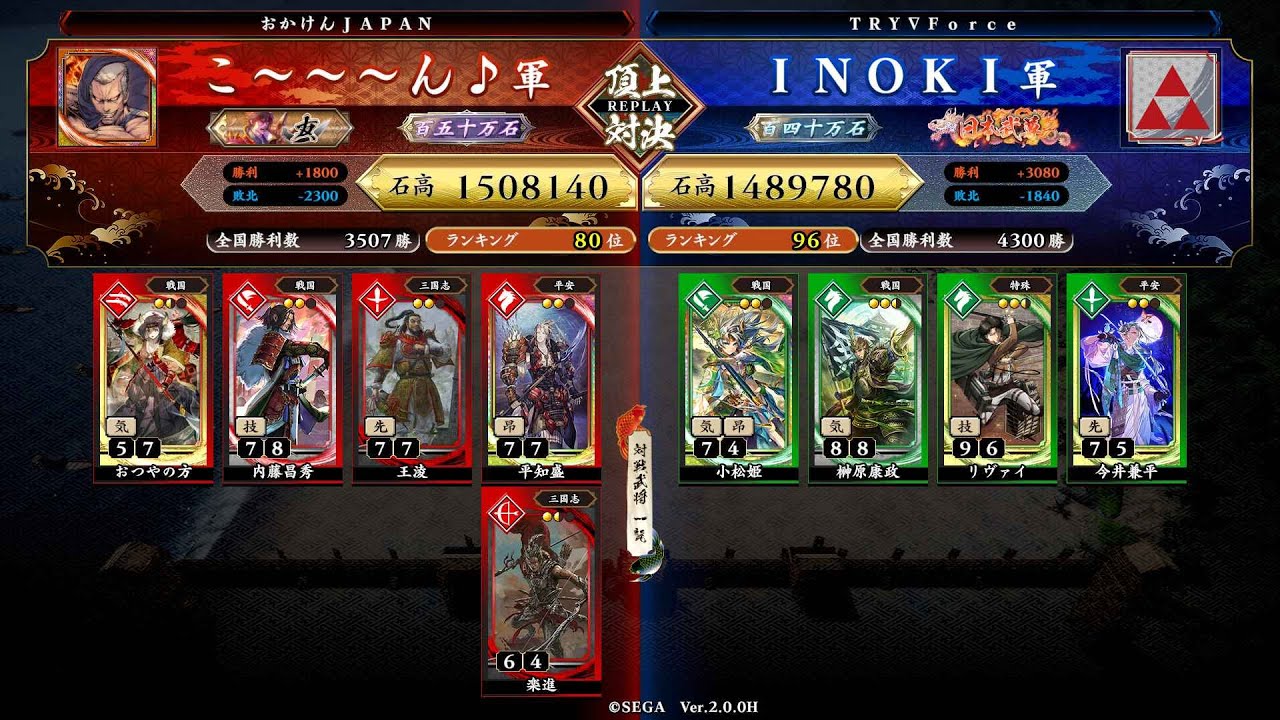 おかけんJAPAN
TRY∇Force
こ～～～ん♪軍
頂上
REPLAY
対決
INOKI軍
百五十万石
百四十万石
日本武道
勝利 +1800
敗北 -2300
石高 1508140
石高 1489780
勝利 +3080
敗北 -1840
全国勝利数 3507勝
ランキング 80位
ランキング 96位
全国勝利数 4300勝
戦国
気
5 7
おつやの方
戦国
技
7 8
内藤昌秀
三国志
先
7 7
王凌
平安
昂
7 7
平知盛
三国志
6 4
楽進
対戦武将一覧
戦国
気 昂
7 4
小松姫
戦国
気
8 8
榊原康政
特殊
技
9 6
リヴァイ
平安
先
7 5
今井兼平
©SEGA Ver.2.0.0H